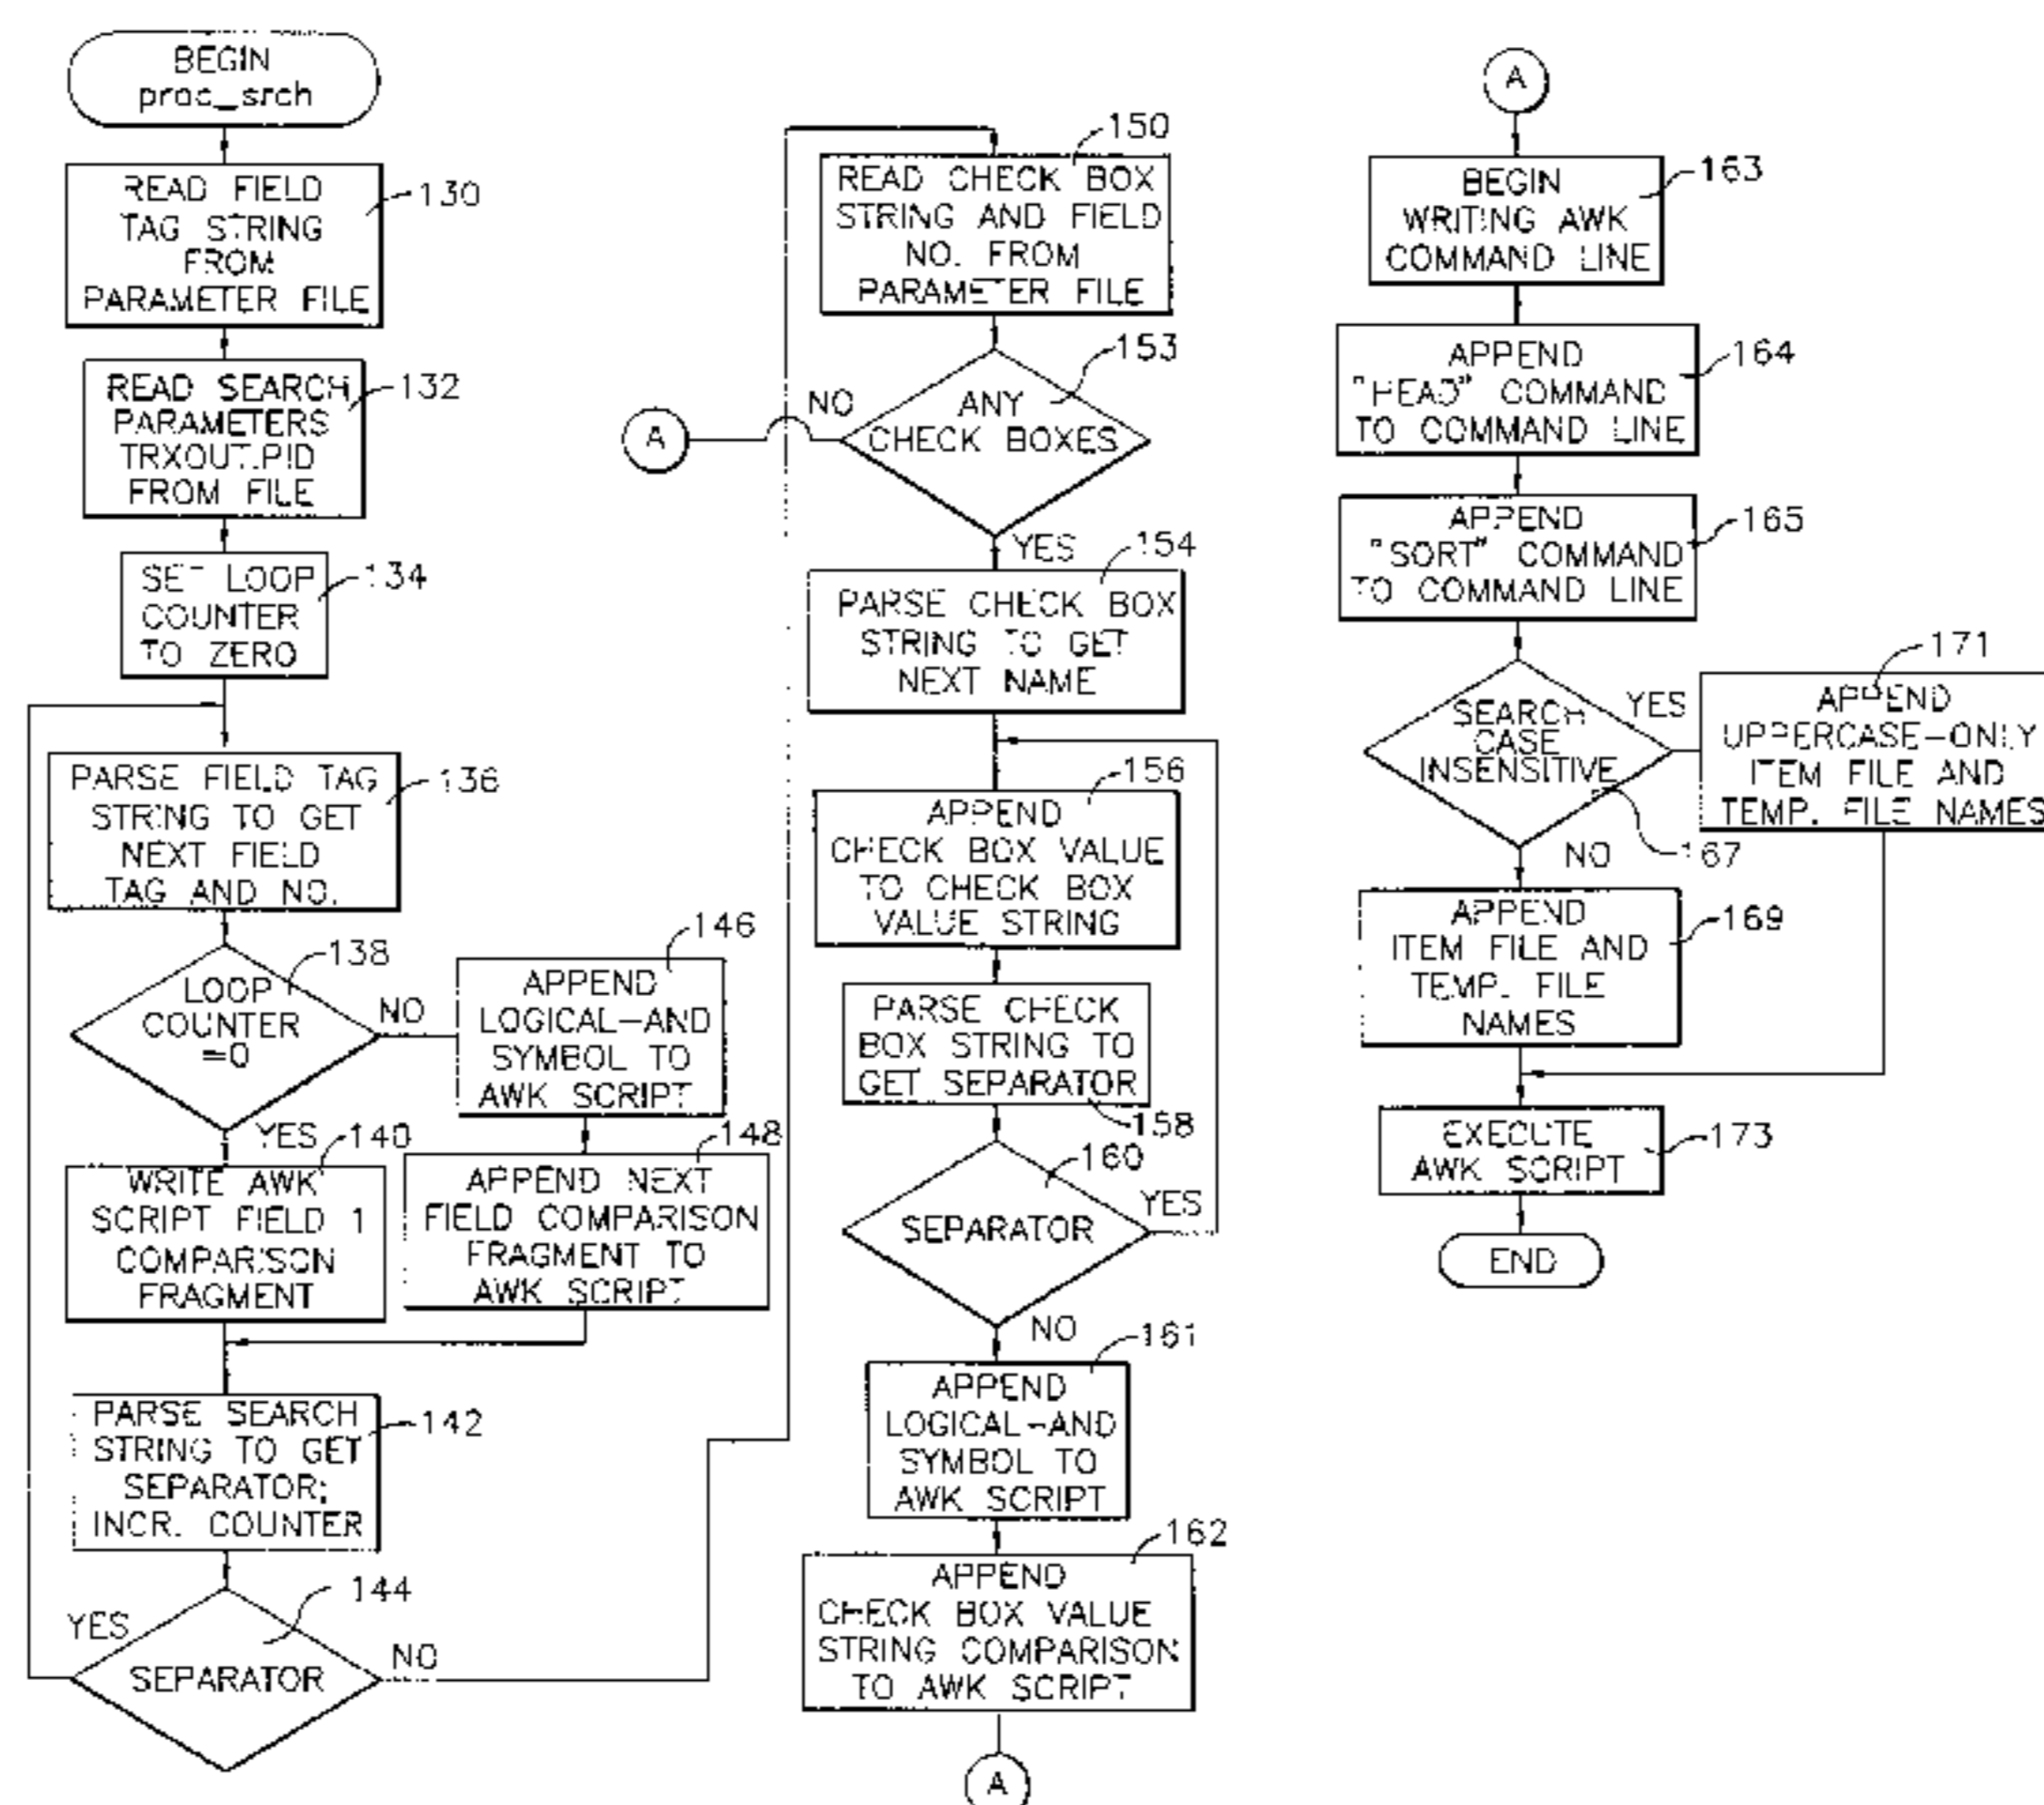 BEGIN
proc_srch
READ FIELD
TAG STRING
FROM
PARAMETER FILE
130
READ SEARCH
PARAMETERS
TRXOUT.PID
FROM FILE
132
SET LOOP
COUNTER
TO ZERO
134
PARSE FIELD TAG
STRING TO GET
NEXT FIELD
TAG AND NO.
136
LOOP
COUNTER
=0
138
NO
YES
APPEND
LOGICAL-AND
SYMBOL TO
AWK SCRIPT
146
WRITE AWK
SCRIPT FIELD 1
COMPARISON
FRAGMENT
140
APPEND NEXT
FIELD COMPARISON
FRAGMENT TO
AWK SCRIPT
148
PARSE SEARCH
STRING TO GET
SEPARATOR;
INCR. COUNTER
142
SEPARATOR
144
YES
NO
READ CHECK BOX
STRING AND FIELD
NO. FROM
PARAMETER FILE
150
ANY
CHECK BOXES
153
NO
A
YES
PARSE CHECK BOX
STRING TO GET
NEXT NAME
154
APPEND
CHECK BOX VALUE
TO CHECK BOX
VALUE STRING
156
PARSE CHECK
BOX STRING TO
GET SEPARATOR
158
SEPARATOR
160
YES
NO
APPEND
LOGICAL-AND
SYMBOL TO
AWK SCRIPT
161
APPEND
CHECK BOX VALUE
STRING COMPARISON
TO AWK SCRIPT
162
A
A
BEGIN
WRITING AWK
COMMAND LINE
163
APPEND
"HEAD" COMMAND
TO COMMAND LINE
164
APPEND
"SORT" COMMAND
TO COMMAND LINE
165
SEARCH
CASE
INSENSITIVE
167
YES
NO
APPEND
UPPERCASE-ONLY
ITEM FILE AND
TEMP. FILE NAMES
171
APPEND
ITEM FILE AND
TEMP. FILE
NAMES
169
EXECUTE
AWK SCRIPT
173
END